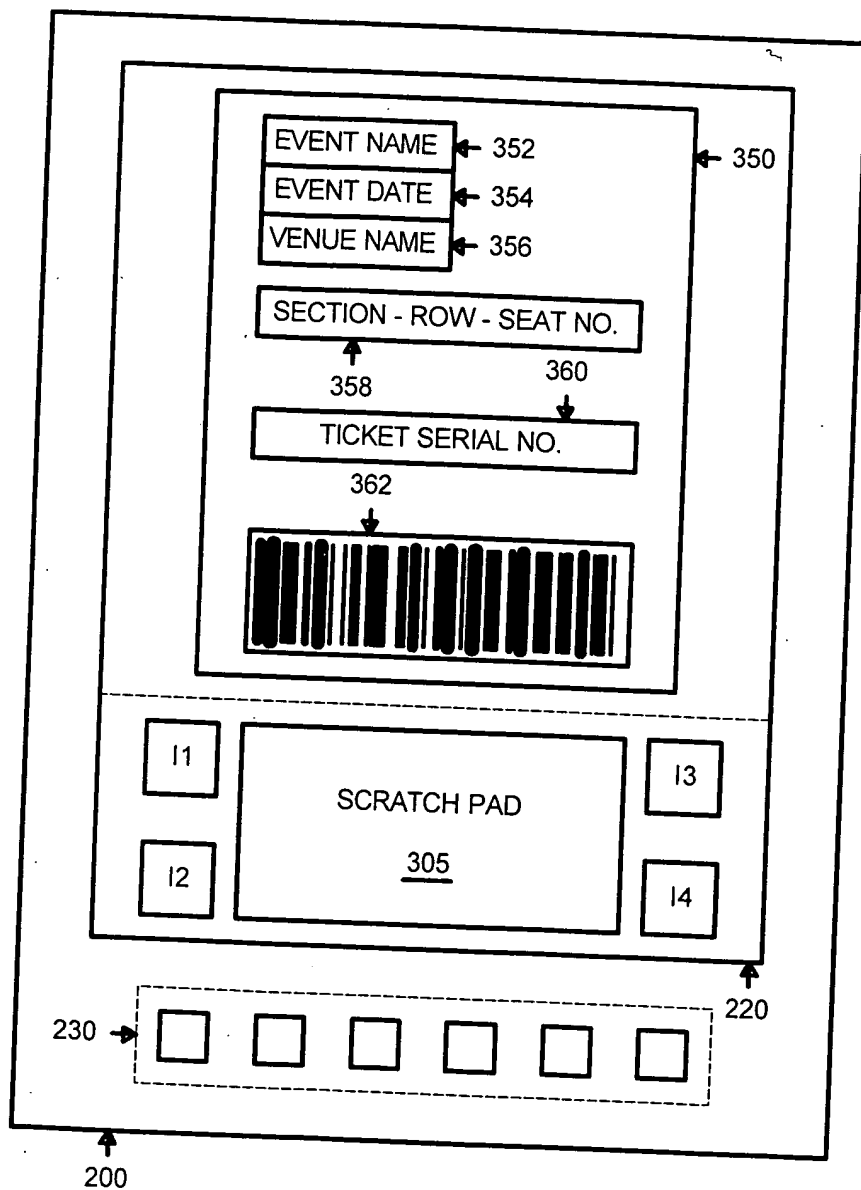 EVENT NAME 352
350
EVENT DATE 354
VENUE NAME 356
SECTION - ROW - SEAT NO.
358
360
TICKET SERIAL NO.
362
I1
I3
SCRATCH PAD
305
I2
I4
220
230
200